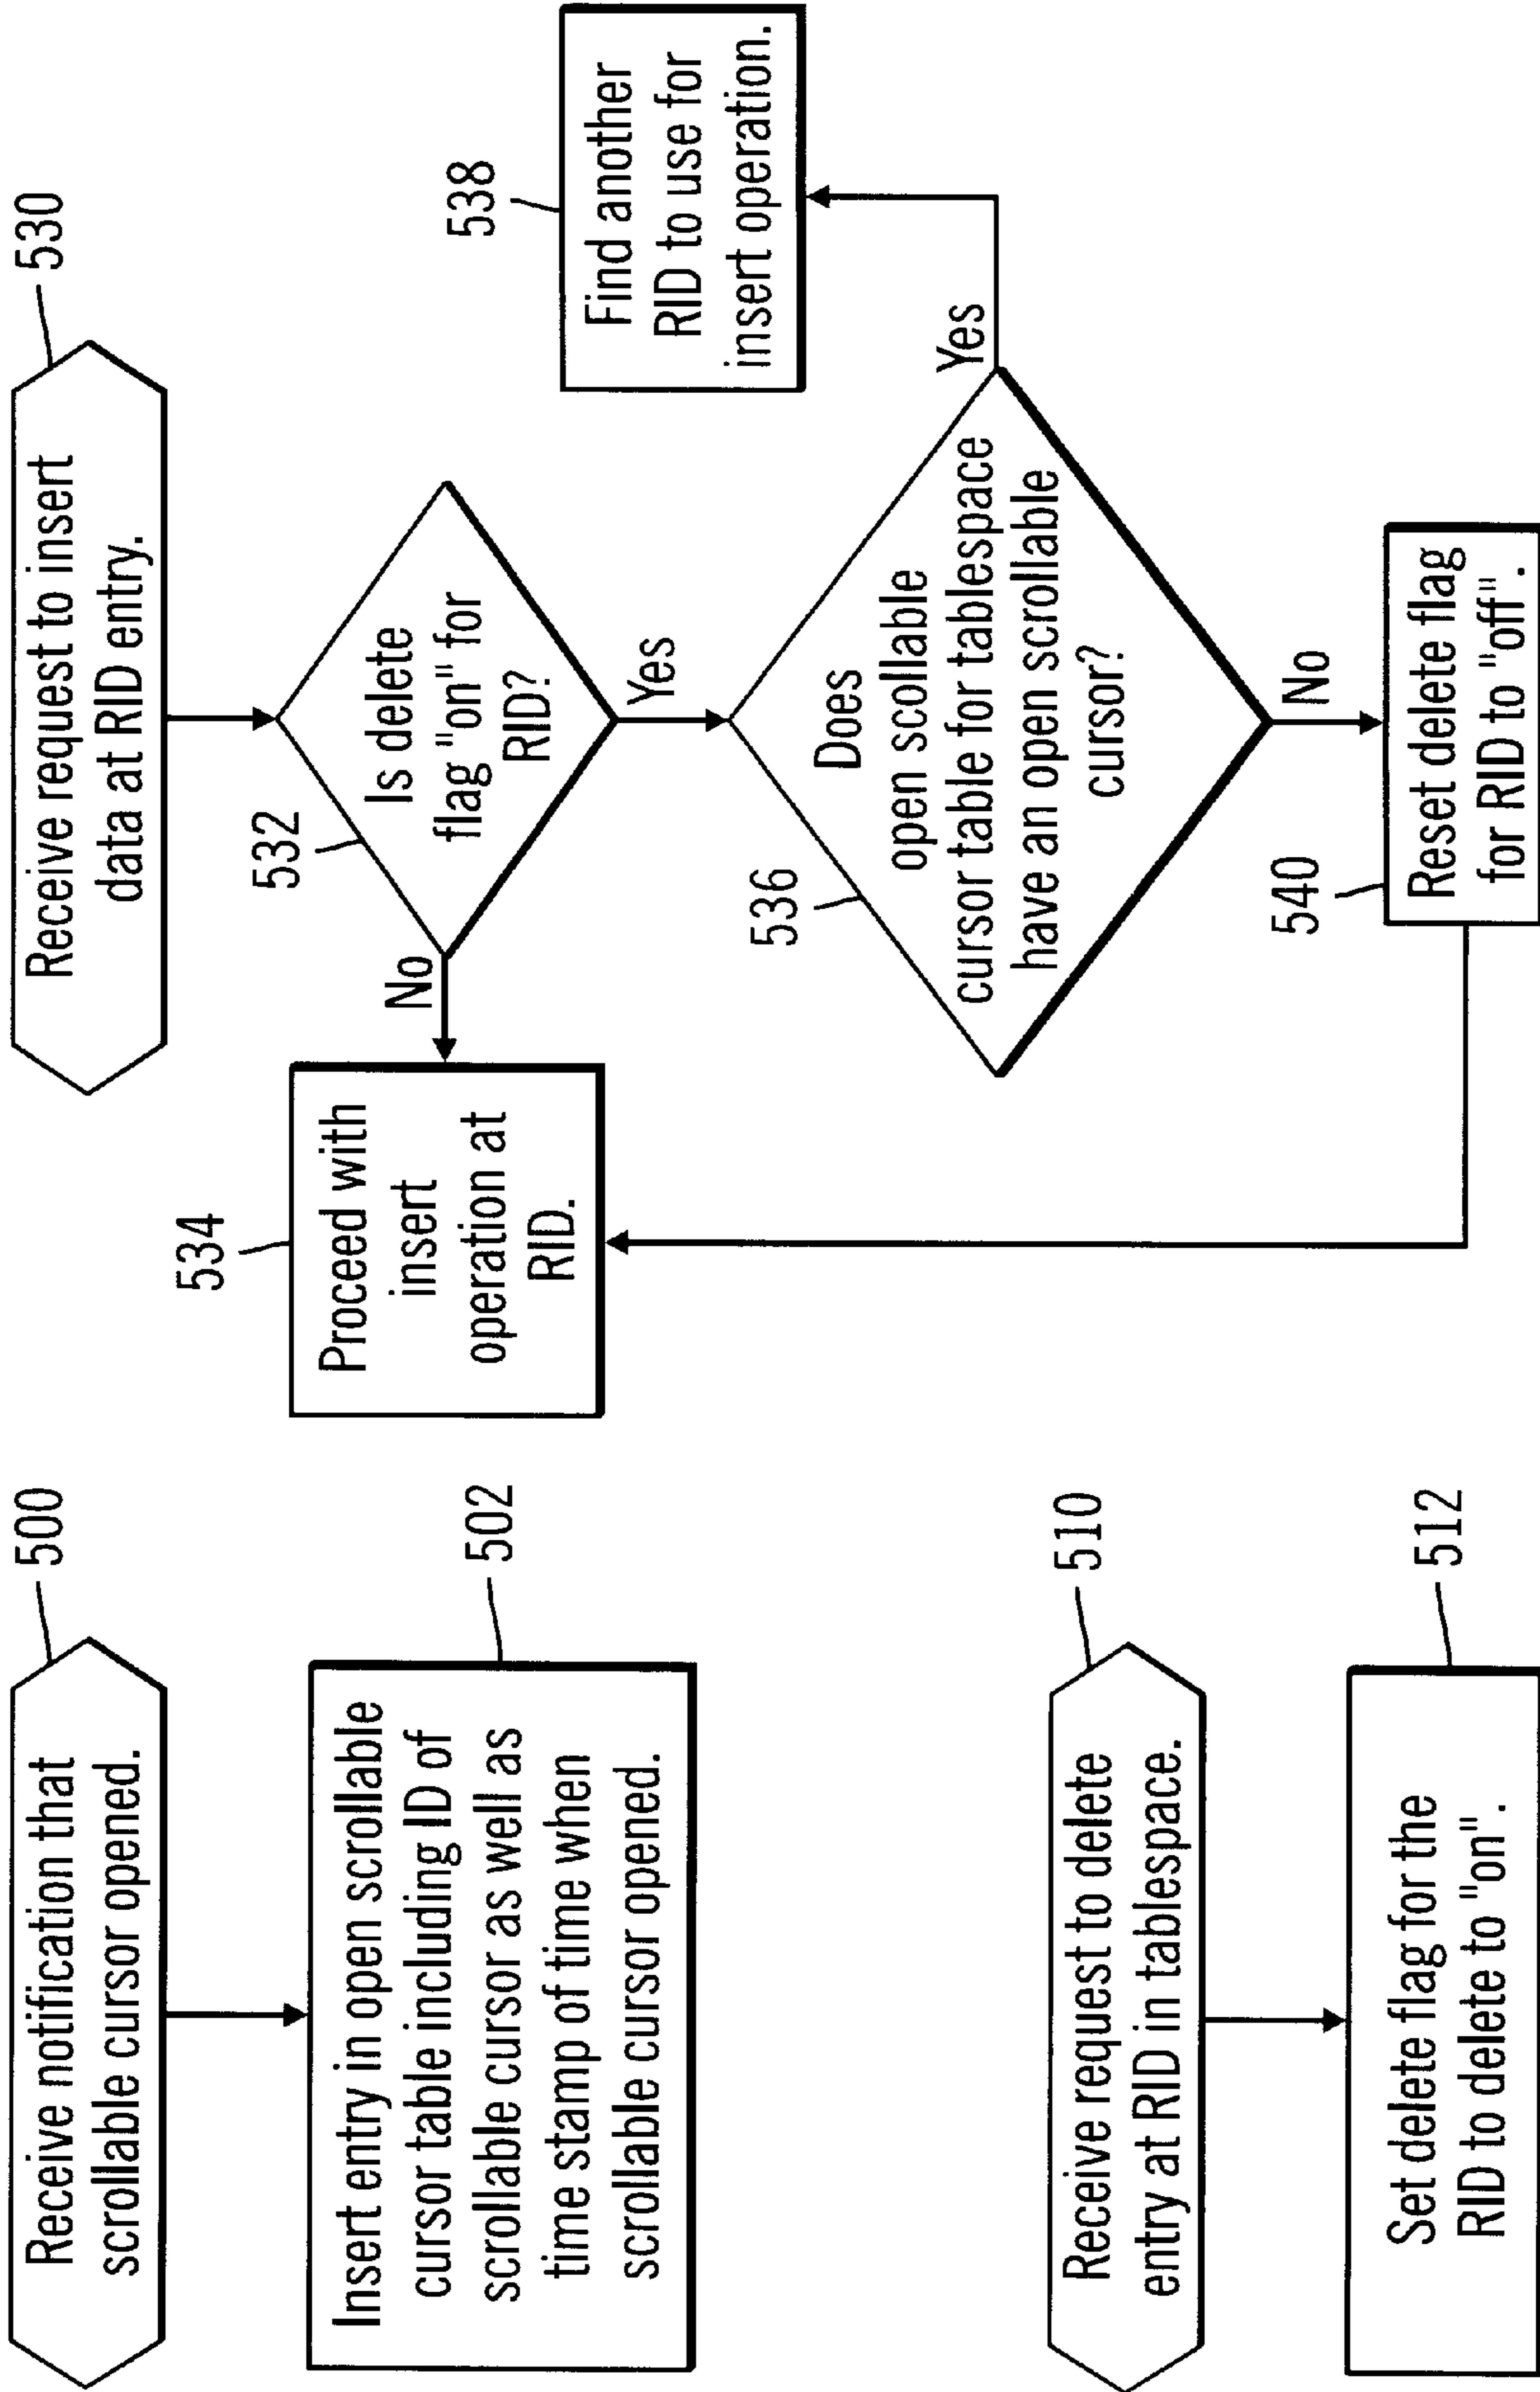 500
Receive notification that
scrollable cursor opened.
502
Insert entry in open scrollable
cursor table including ID of
scrollable cursor as well as
time stamp of time when
scrollable cursor opened.
510
Receive request to delete
entry at RID in tablespace.
512
Set delete flag for the
RID to delete to "on".
530
Receive request to insert
data at RID entry.
532
Is delete
flag "on" for
RID?
No
Yes
534
Proceed with
insert
operation at
RID.
536
Does
open scollable
cursor table for tablespace
have an open scrollable
cursor?
Yes
No
538
Find another
RID to use for
insert operation.
540
Reset delete flag
for RID to "off".